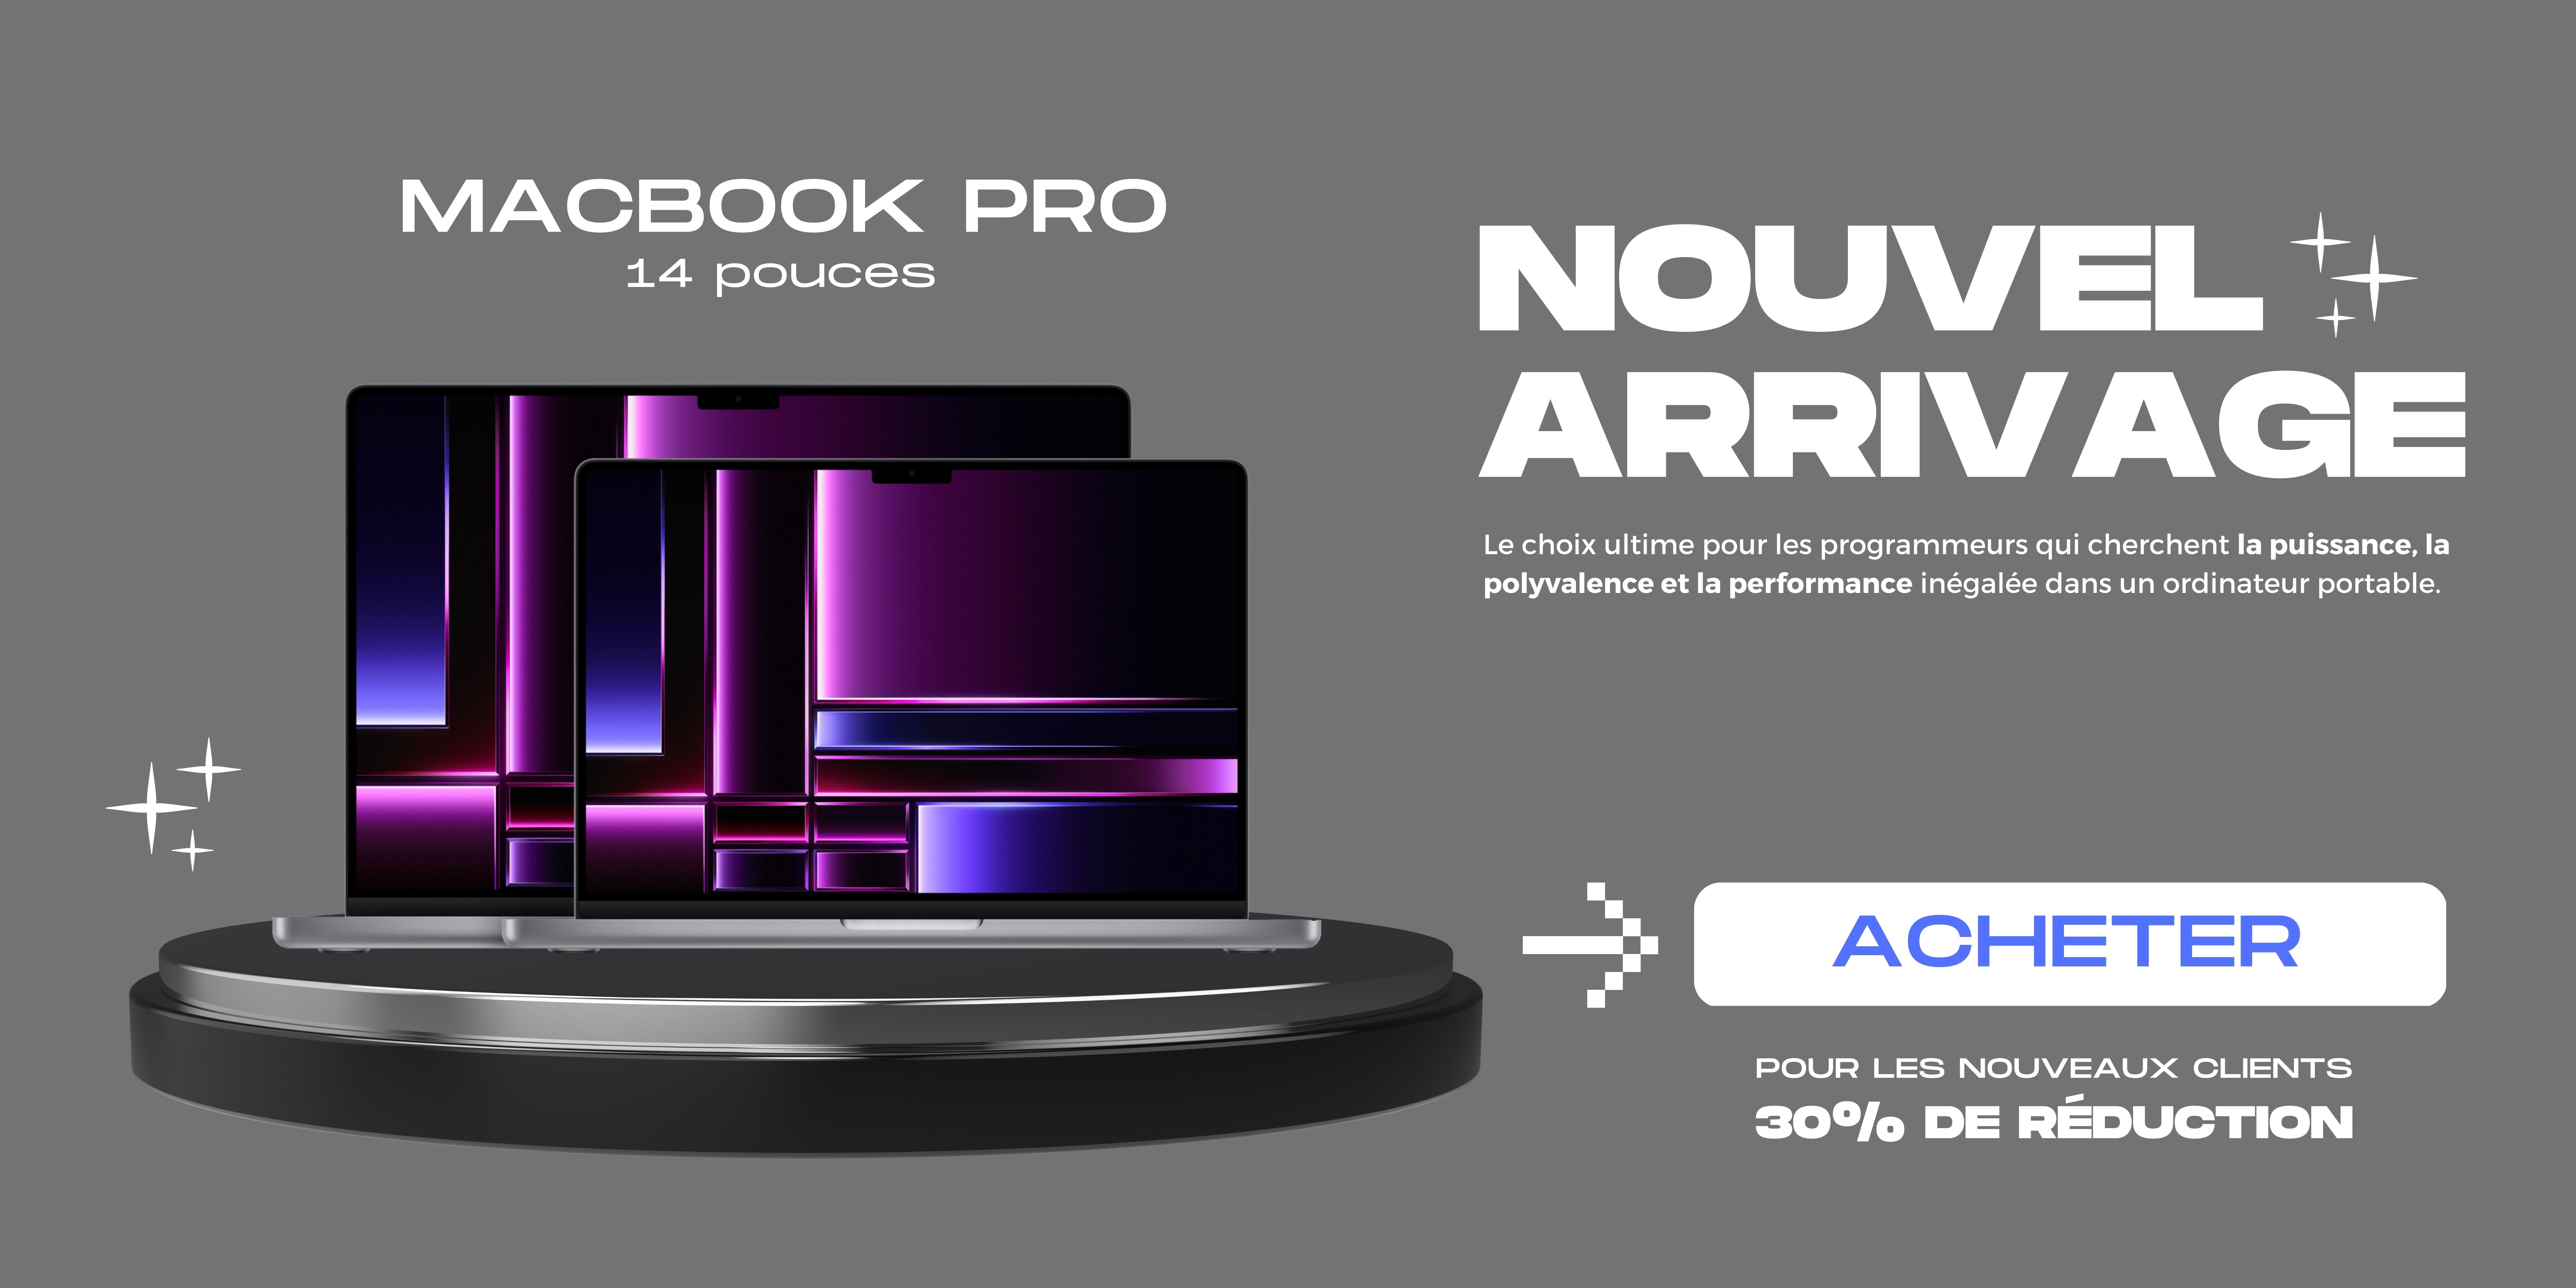 MACBOOK PRO
14 pouces
NOUVEL
ARRIVAGE
Le choix ultime pour les programmeurs qui cherchent la puissance, la
polyvalence et la performance inégalée dans un ordinateur portable.
ACHETER
POUR LES NOUVEAUX CLIENTS
30% DE RÉDUCTION